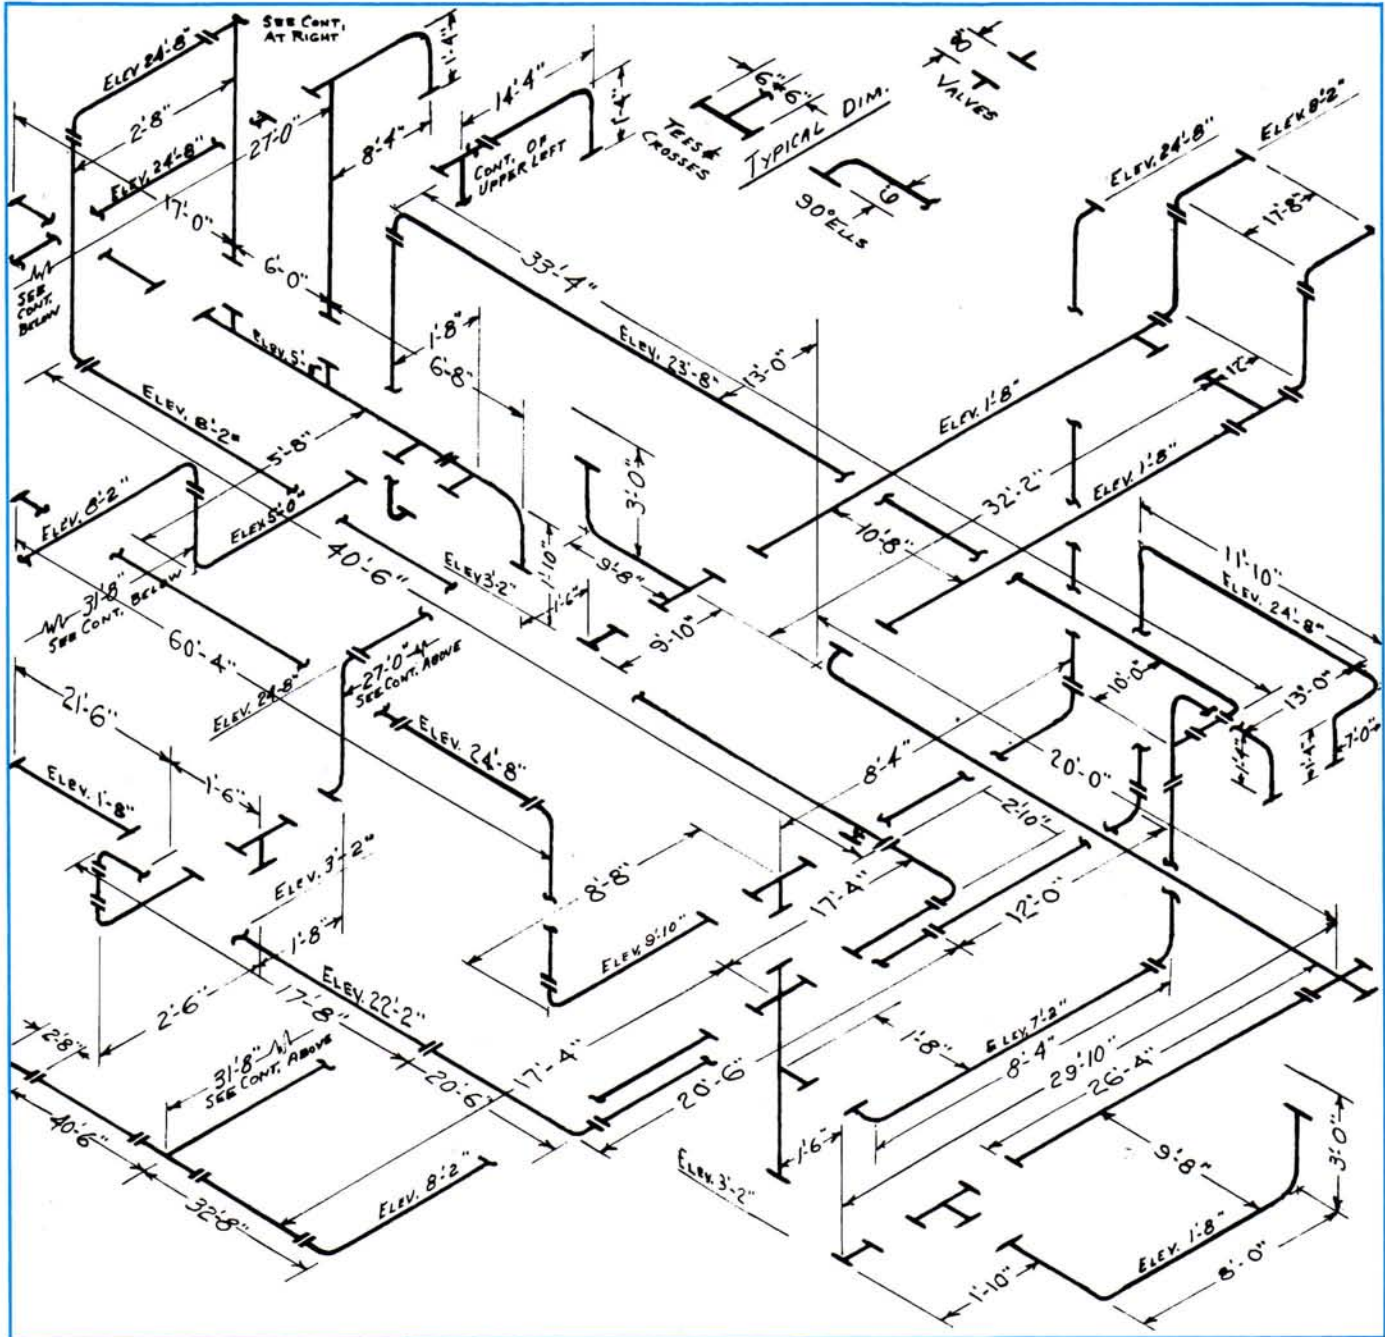 SEE CONT.
AT RIGHT
ELEV 24'-8"
1'-4"
14'-4"
1'-4"
8"
VALVES
6"
6"
TEES &
CROSSES
TYPICAL DIM.
6"
90° ELLS
2'-8"
27'-0"
8'-4"
CONT. OF
UPPER LEFT
ELEV. 24'-8"
ELEV. 24'-8"
ELEV. 8'-2"
17'-0"
17'-8"
6'-0"
33'-4"
SEE
CONT.
BELOW
1'-8"
6'-8"
ELEV. 23'-8"
13'-0"
ELEV. 8'-2"
5'-8"
ELEV. 1'-8"
12"
ELEV. 8'-2"
ELEV. 5'-0"
3'-0"
32'-2"
ELEV. 1'-8"
10'-8"
40'-6"
ELEV 3'-2"
1'-10"
9'-8"
11'-10"
ELEV. 24'-8"
31'-8"
SEE CONT. BELOW
1'-6"
9'-10"
60'-4"
27'-0"
SEE CONT. ABOVE
ELEV. 24'-8"
10'-0"
13'-0"
21'-6"
ELEV. 24'-8"
8'-4"
20'-0"
1'-4"
1'-4"
7'-0"
ELEV. 1'-8"
1'-6"
2'-10"
ELEV. 3'-2"
8'-8"
17'-4"
12'-0"
1'-8"
ELEV. 9'-10"
ELEV. 22'-2"
2'-6"
17'-8"
2'-8"
31'-8"
SEE CONT. ABOVE
17'-4"
20'-6"
20'-6"
1'-8"
ELEV. 7'-2"
8'-4"
29'-10"
26'-4"
40'-6"
32'-8"
ELEV. 8'-2"
ELEV. 3'-2"
1'-6"
9'-8"
3'-0"
ELEV. 1'-8"
1'-10"
8'-0"